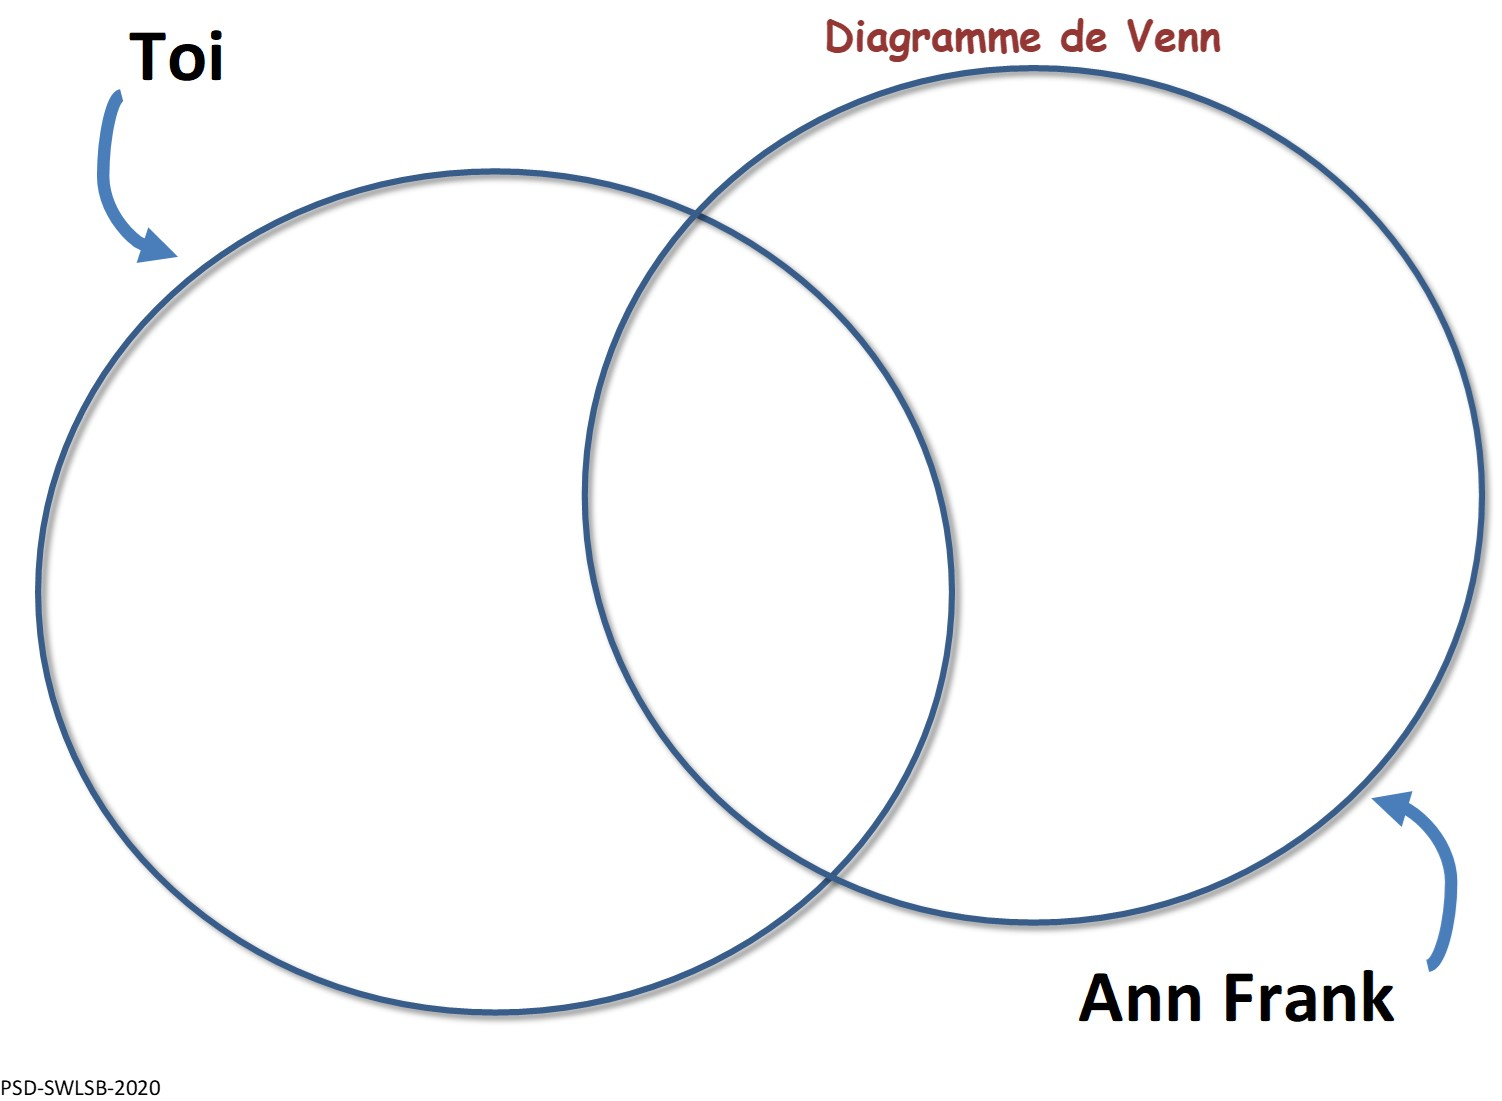 Diagramme de Venn
Toi
Ann Frank
PSD-SWLSB-2020